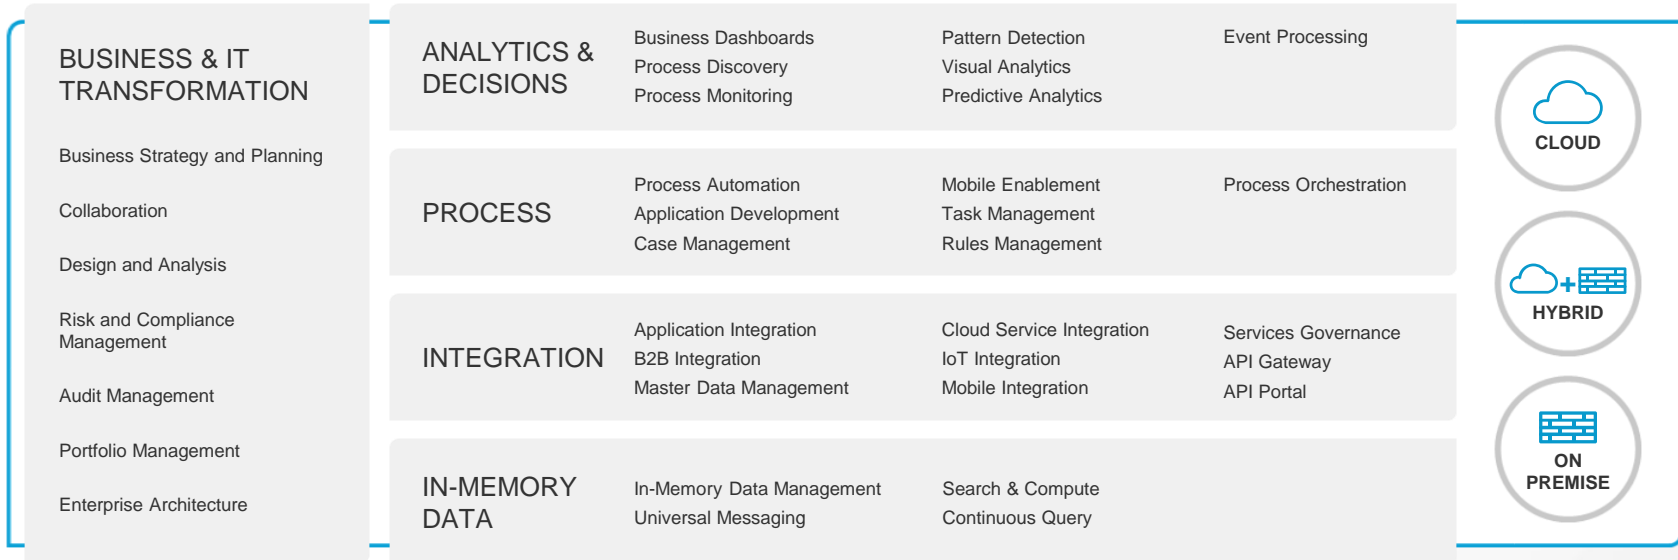 BUSINESS & IT
TRANSFORMATION
Business Strategy and Planning
Collaboration
Design and Analysis
Risk and Compliance
Management
Audit Management
Portfolio Management
Enterprise Architecture
ANALYTICS &
DECISIONS
Business Dashboards
Process Discovery
Process Monitoring
Pattern Detection
Visual Analytics
Predictive Analytics
Event Processing
PROCESS
Process Automation
Application Development
Case Management
Mobile Enablement
Task Management
Rules Management
Process Orchestration
INTEGRATION
Application Integration
B2B Integration
Master Data Management
Cloud Service Integration
IoT Integration
Mobile Integration
Services Governance
API Gateway
API Portal
IN-MEMORY
DATA
In-Memory Data Management
Universal Messaging
Search & Compute
Continuous Query
CLOUD
+
HYBRID
ON
PREMISE